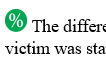 % The differe
victim was sta